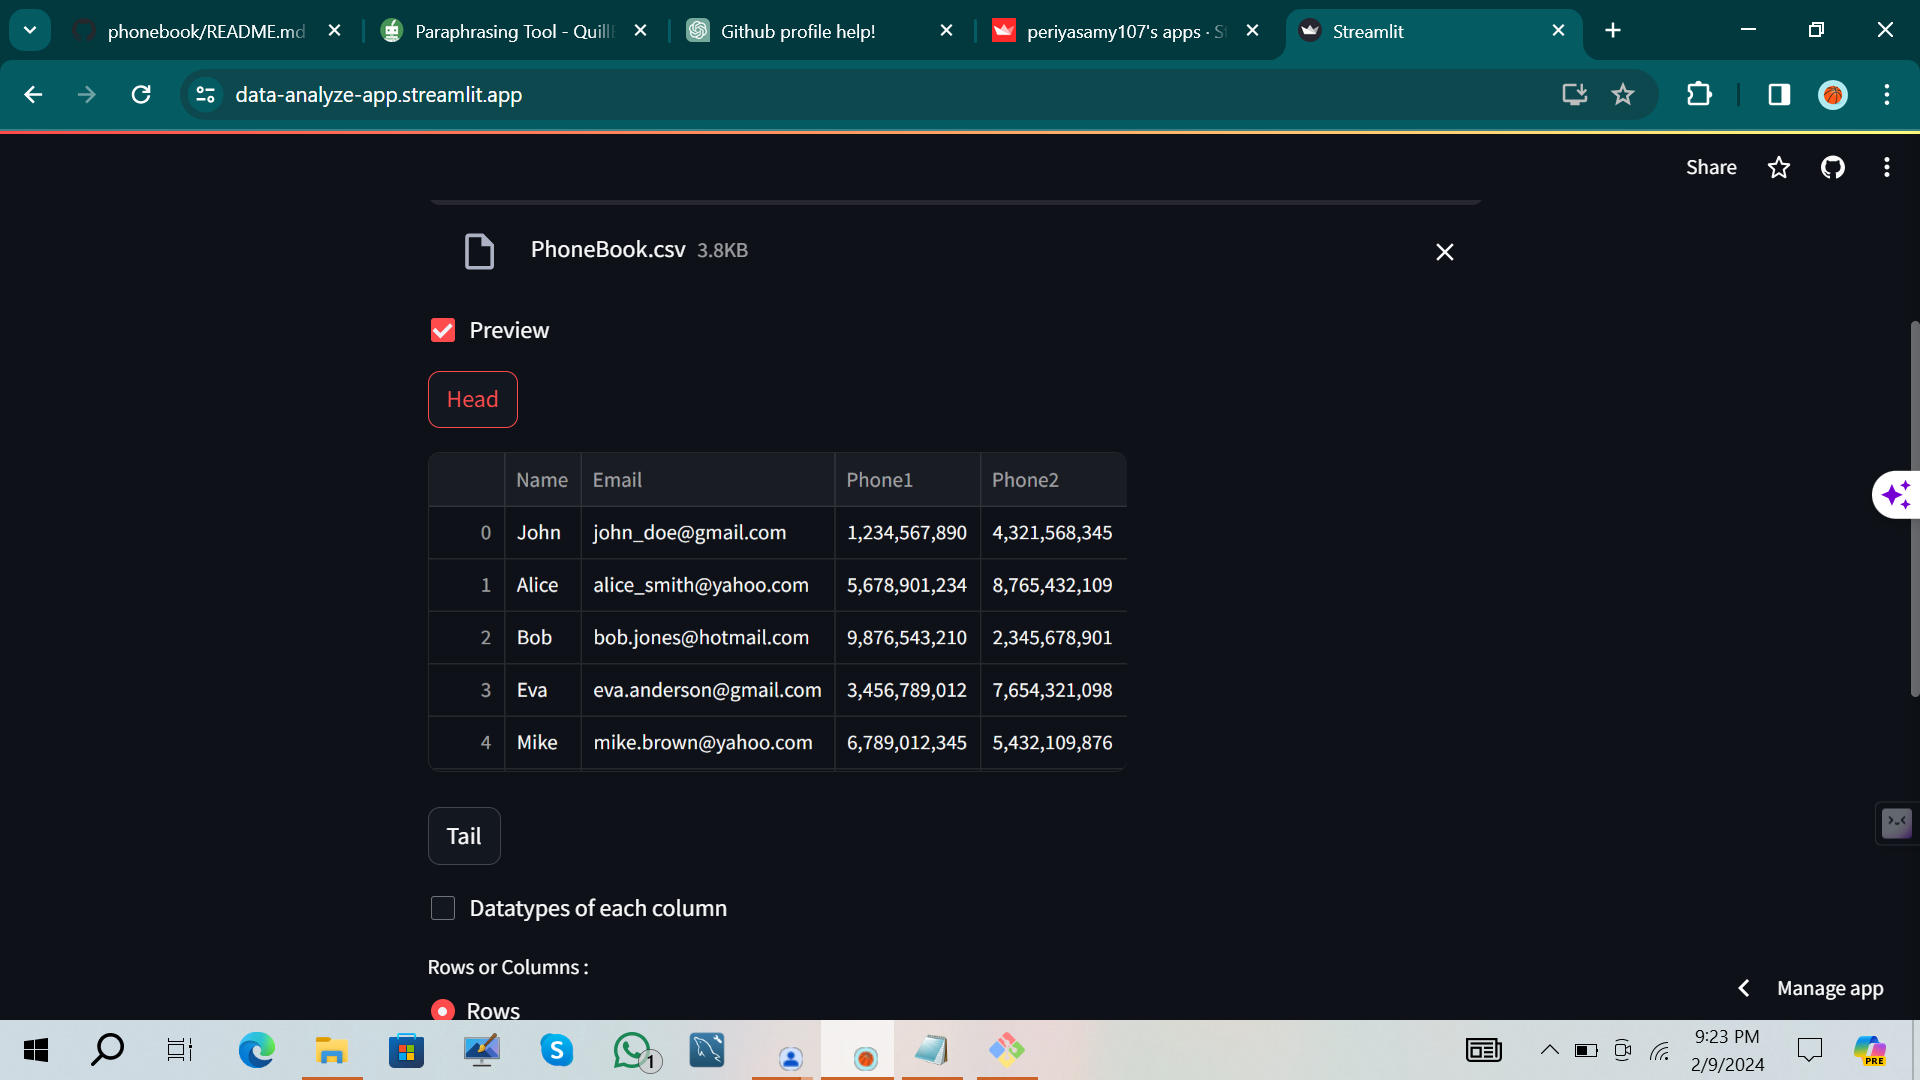 phonebook/README.md
Paraphrasing Tool - Quill
Github profile help!
periyasamy107's apps · St
Streamlit
data-analyze-app.streamlit.app
Share
PhoneBook.csv 3.8KB
Preview
Head
Name Email Phone1 Phone2
0 John john_doe@gmail.com 1,234,567,890 4,321,568,345
1 Alice alice_smith@yahoo.com 5,678,901,234 8,765,432,109
2 Bob bob.jones@hotmail.com 9,876,543,210 2,345,678,901
3 Eva eva.anderson@gmail.com 3,456,789,012 7,654,321,098
4 Mike mike.brown@yahoo.com 6,789,012,345 5,432,109,876
Tail
Datatypes of each column
Rows or Columns :
Rows
Manage app
1
9:23 PM
2/9/2024
PRE